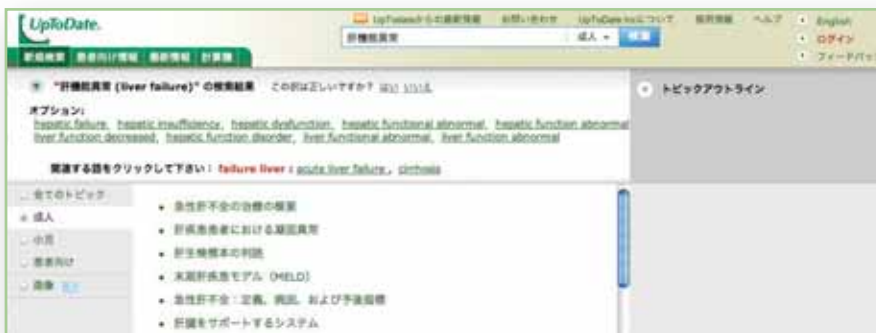 UpToDate.
UpToDateからの最新情報 お問い合わせ UpToDate Incについて 採用情報 ヘルプ
English
ログイン
フィードバッ
肝機能異常
成人
検索
新規検索 患者向け情報 最新情報 計算機
"肝機能異常 (liver failure)" の検索結果 この訳は正しいですか? はい いいえ
トピックアウトライン
オプション:
hepatic failure, hepatic insufficiency, hepatic dysfunction, hepatic functional abnormal, hepatic function abnormal
liver function decreased, hepatic function disorder, liver functional abnormal, liver function abnormal
関連する語をクリックして下さい: failure liver : acute liver failure , cirrhosis
全てのトピック
成人
小児
患者向け
画像
急性肝不全の治療の概要
肝疾患患者における凝固異常
肝生検標本の判読
末期肝疾患モデル (MELD)
急性肝不全:定義、病因、および予後指標
肝臓をサポートするシステム